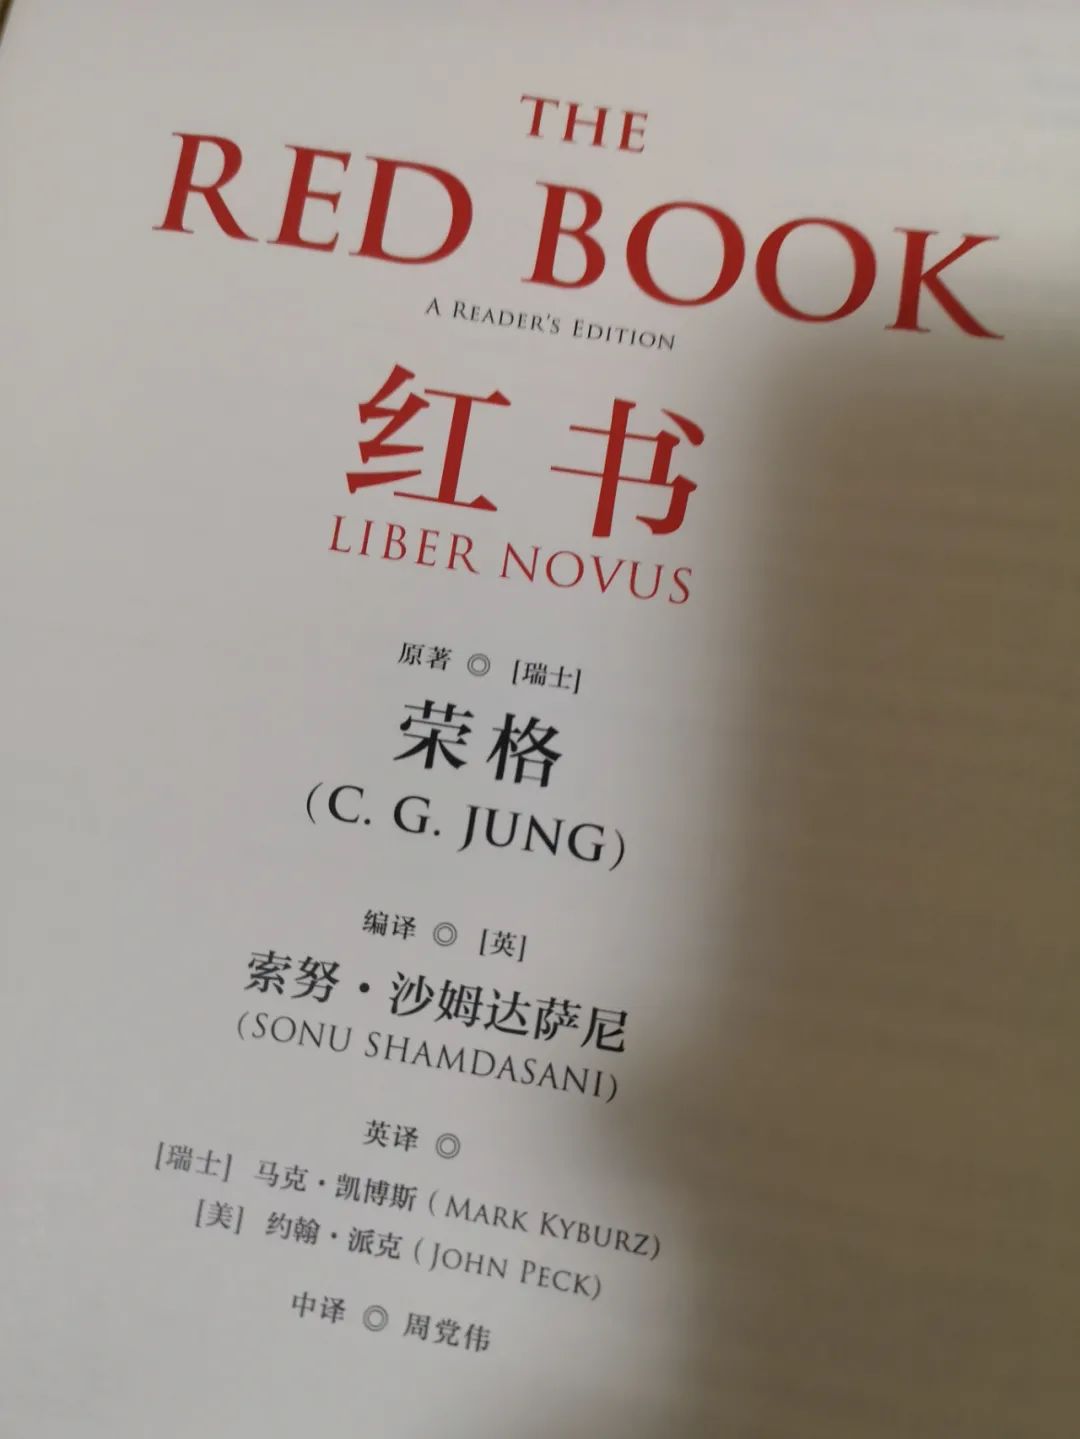 THE
RED BOOK
A READER'S EDITION
红书
LIBER NOVUS
原著 ◎ [瑞士]
荣格
(C. G. JUNG)
编译 ◎ [英]
索努·沙姆达萨尼
(SONU SHAMDASANI)
英译 ◎
[瑞士] 马克·凯博斯 (MARK KYBURZ)
[美] 约翰·派克 (JOHN PECK)
中译 ◎ 周党伟